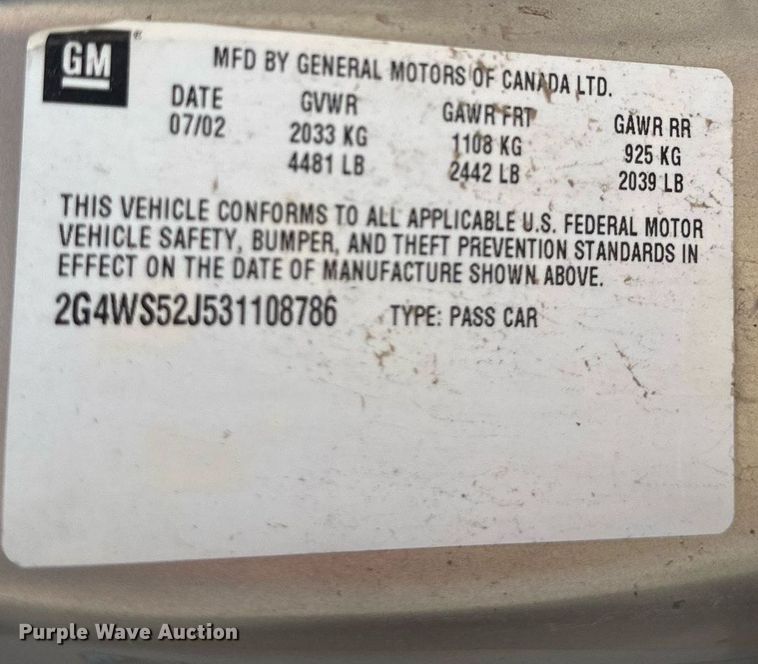 GM®
MFD BY GENERAL MOTORS OF CANADA LTD.
DATE GVWR GAWR FRT GAWR RR
07/02 2033 KG 1108 KG 925 KG
4481 LB 2442 LB 2039 LB
THIS VEHICLE CONFORMS TO ALL APPLICABLE U.S. FEDERAL MOTOR
VEHICLE SAFETY, BUMPER, AND THEFT PREVENTION STANDARDS IN
EFFECT ON THE DATE OF MANUFACTURE SHOWN ABOVE.
2G4WS52J531108786 TYPE: PASS CAR
Purple Wave Auction